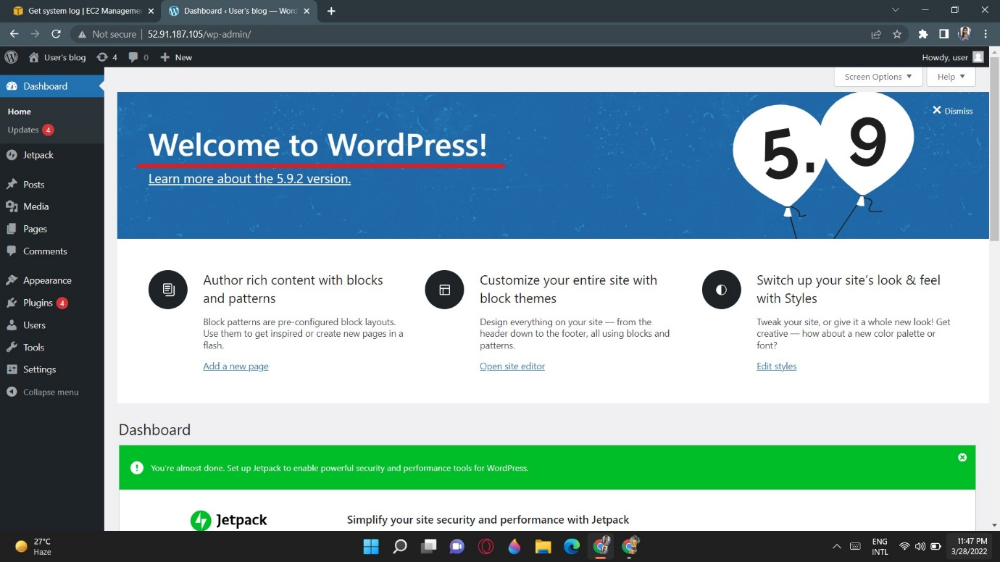 Get system log | EC2 Manageme
Dashboard ‹ User's blog — Word
Not secure | 52.91.187.105/wp-admin/
User's blog 4 0 New
Howdy, user
Screen Options Help
Dashboard
Home
Updates 4
Jetpack
Posts
Media
Pages
Comments
Appearance
Plugins 4
Users
Tools
Settings
Collapse menu
Welcome to WordPress!
Learn more about the 5.9.2 version.
5.9
Dismiss
Author rich content with blocks
and patterns
Block patterns are pre-configured block layouts.
Use them to get inspired or create new pages in a
flash.
Add a new page
Customize your entire site with
block themes
Design everything on your site — from the
header down to the footer, all using blocks and
patterns.
Open site editor
Switch up your site's look & feel
with Styles
Tweak your site, or give it a whole new look! Get
creative — how about a new color palette or
font?
Edit styles
Dashboard
You're almost done. Set up Jetpack to enable powerful security and performance tools for WordPress.
Jetpack
Simplify your site security and performance with Jetpack
27°C
Haze
ENG
INTL
11:47 PM
3/28/2022